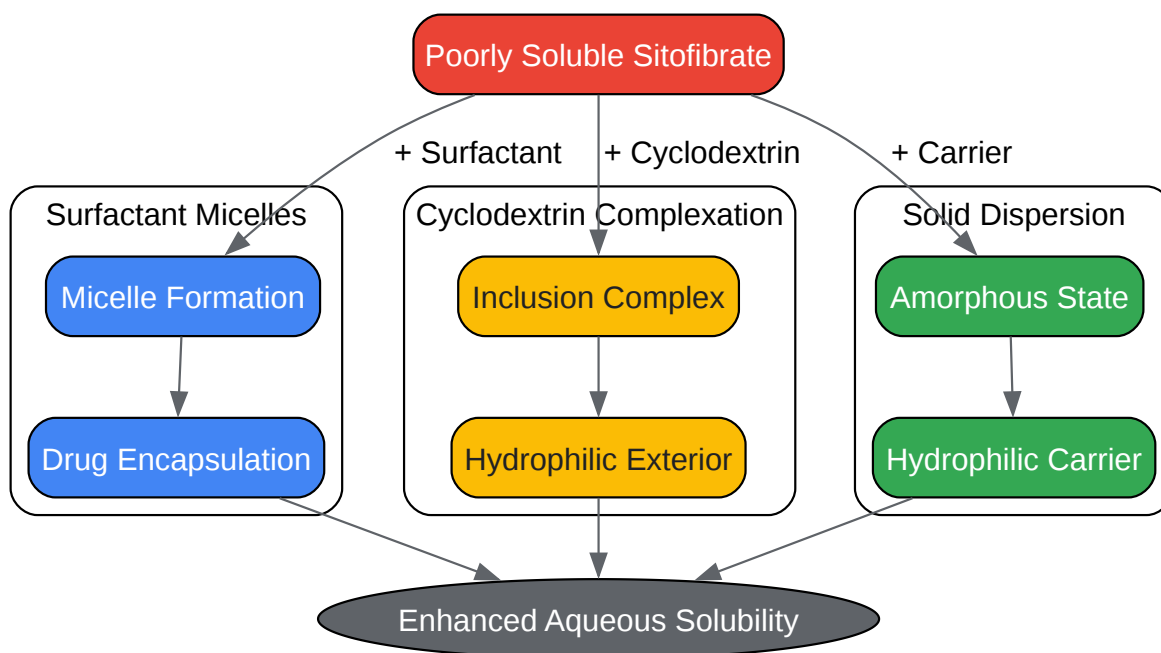 Poorly Soluble Sitofibrate
+ Surfactant
+ Cyclodextrin
+ Carrier
Surfactant Micelles
Cyclodextrin Complexation
Solid Dispersion
Micelle Formation
Inclusion Complex
Amorphous State
Drug Encapsulation
Hydrophilic Exterior
Hydrophilic Carrier
Enhanced Aqueous Solubility